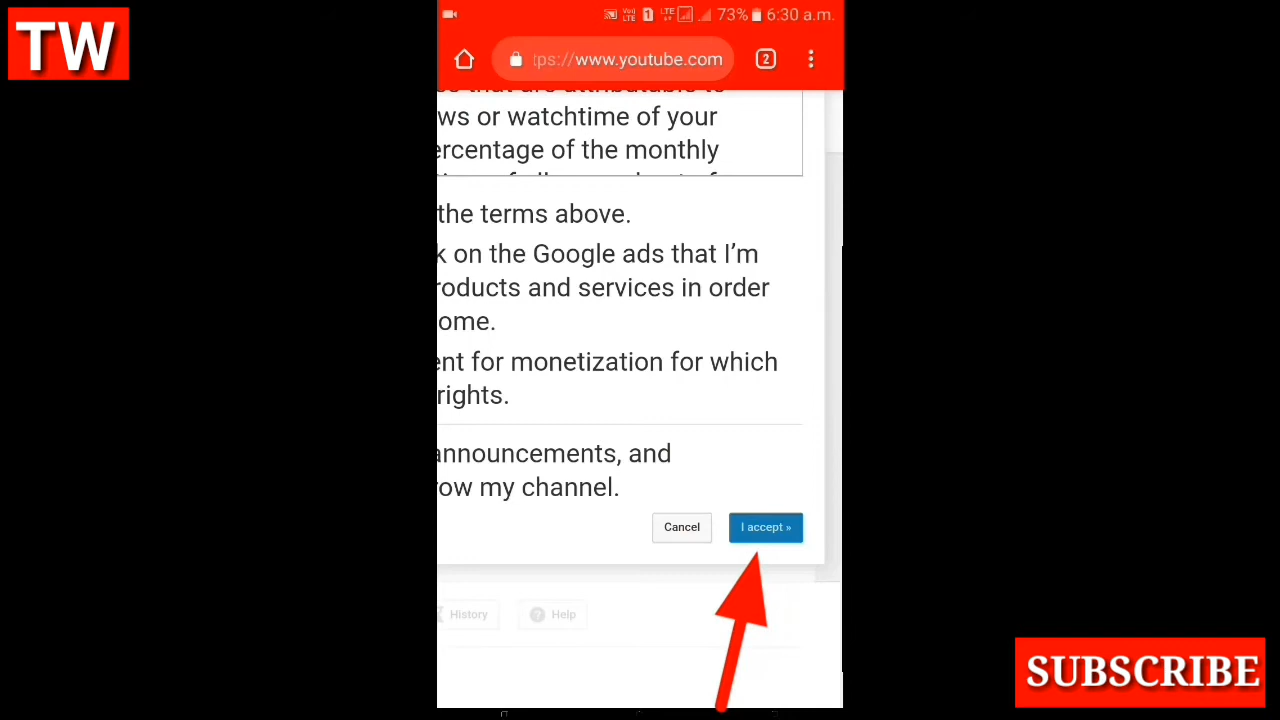 TW
73% 6:30 a.m.
tps://www.youtube.com
2
ws or watchtime of your
ercentage of the monthly
the terms above.
k on the Google ads that I’m
roducts and services in order
ome.
ent for monetization for which
rights.
announcements, and
row my channel.
Cancel
I accept »
History
Help
SUBSCRIBE